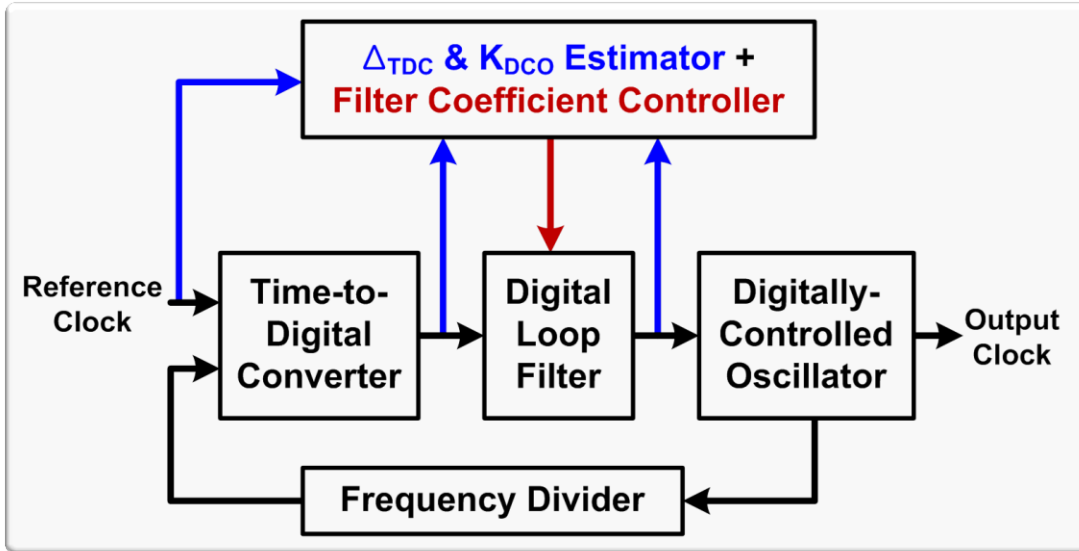 ΔTDC & KDCO Estimator +
Filter Coefficient Controller
Reference
Clock
Time-to-
Digital
Converter
Digital
Loop
Filter
Digitally-
Controlled
Oscillator
Output
Clock
Frequency Divider